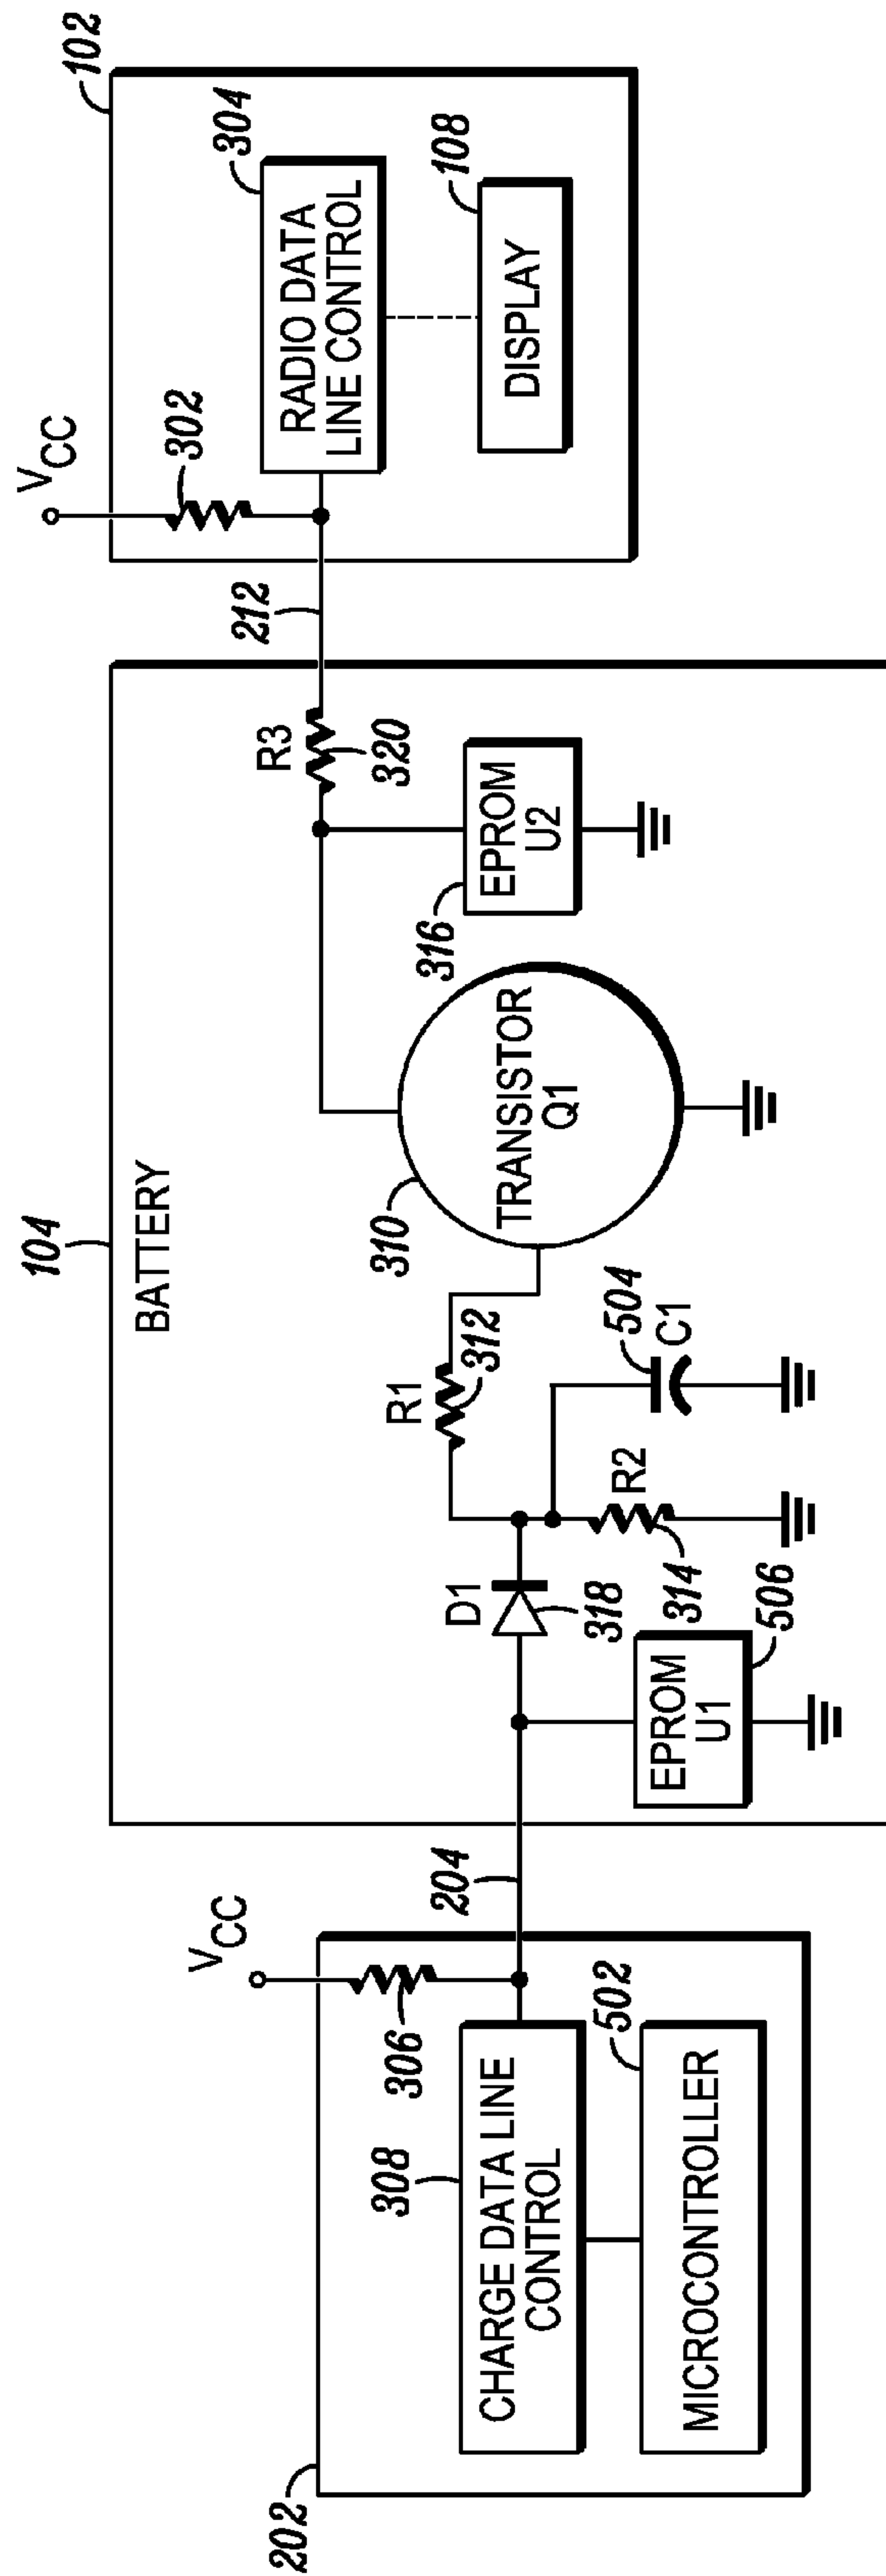 202
308
CHARGE DATA LINE
CONTROL
502
MICROCONTROLLER
306
VCC
204
104
BATTERY
EPROM
U1
506
D1
318
R2
314
R1
312
504
C1
310
TRANSISTOR
Q1
316
EPROM
U2
R3
320
212
VCC
302
102
304
RADIO DATA
LINE CONTROL
108
DISPLAY